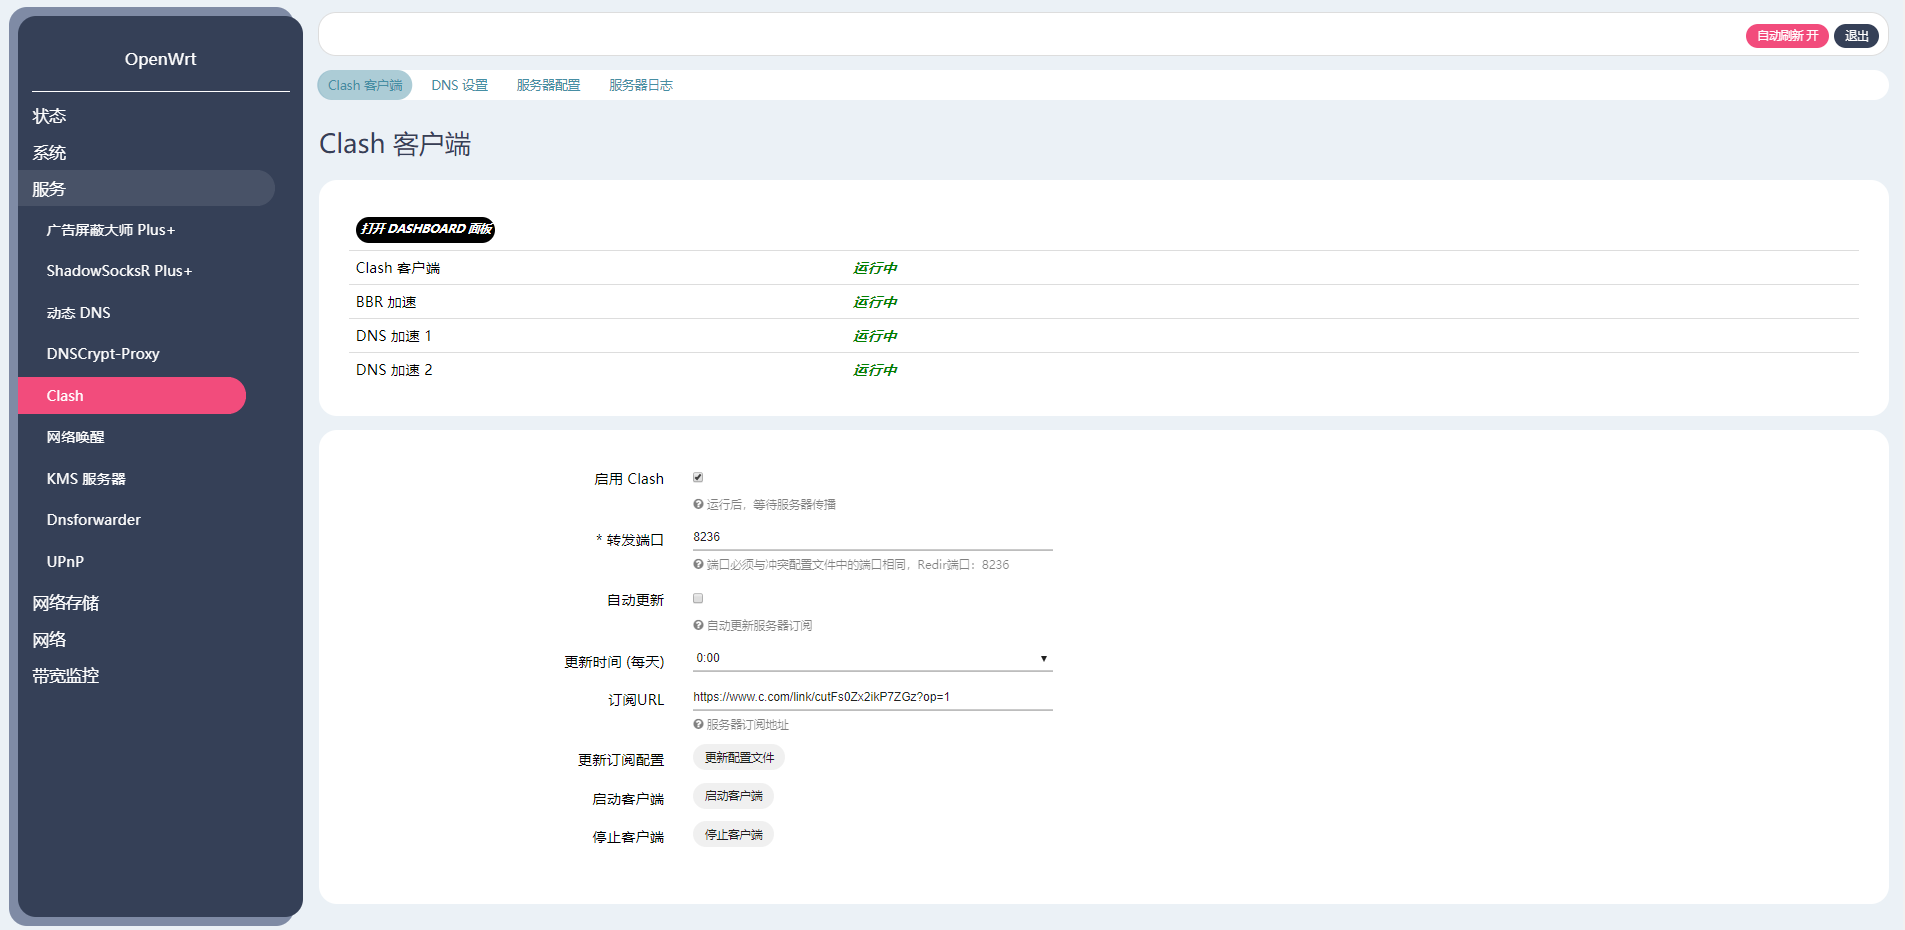 OpenWrt
状态
系统
服务
广告屏蔽大师 Plus+
ShadowSocksR Plus+
动态 DNS
DNSCrypt-Proxy
Clash
网络唤醒
KMS 服务器
Dnsforwarder
UPnP
网络存储
网络
带宽监控
自动刷新 开
退出
Clash 客户端
DNS 设置
服务器配置
服务器日志
Clash 客户端
打开 DASHBOARD 面板
Clash 客户端 运行中
BBR 加速 运行中
DNS 加速 1 运行中
DNS 加速 2 运行中
启用 Clash
运行后，等待服务器传播
* 转发端口 8236
端口必须与冲突配置文件中的端口相同，Redir端口：8236
自动更新
自动更新服务器订阅
更新时间 (每天) 0:00
订阅URL https://www.c.com/link/cutFs0Zx2ikP7ZGz?op=1
服务器订阅地址
更新订阅配置 更新配置文件
启动客户端 启动客户端
停止客户端 停止客户端